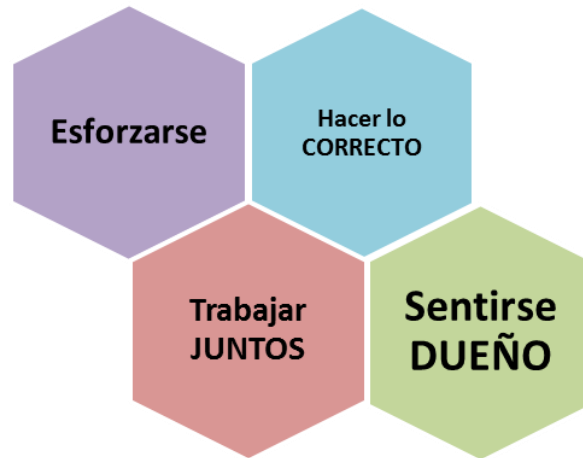 Esforzarse
Hacer lo
CORRECTO
Trabajar
JUNTOS
Sentirse
DUEÑO